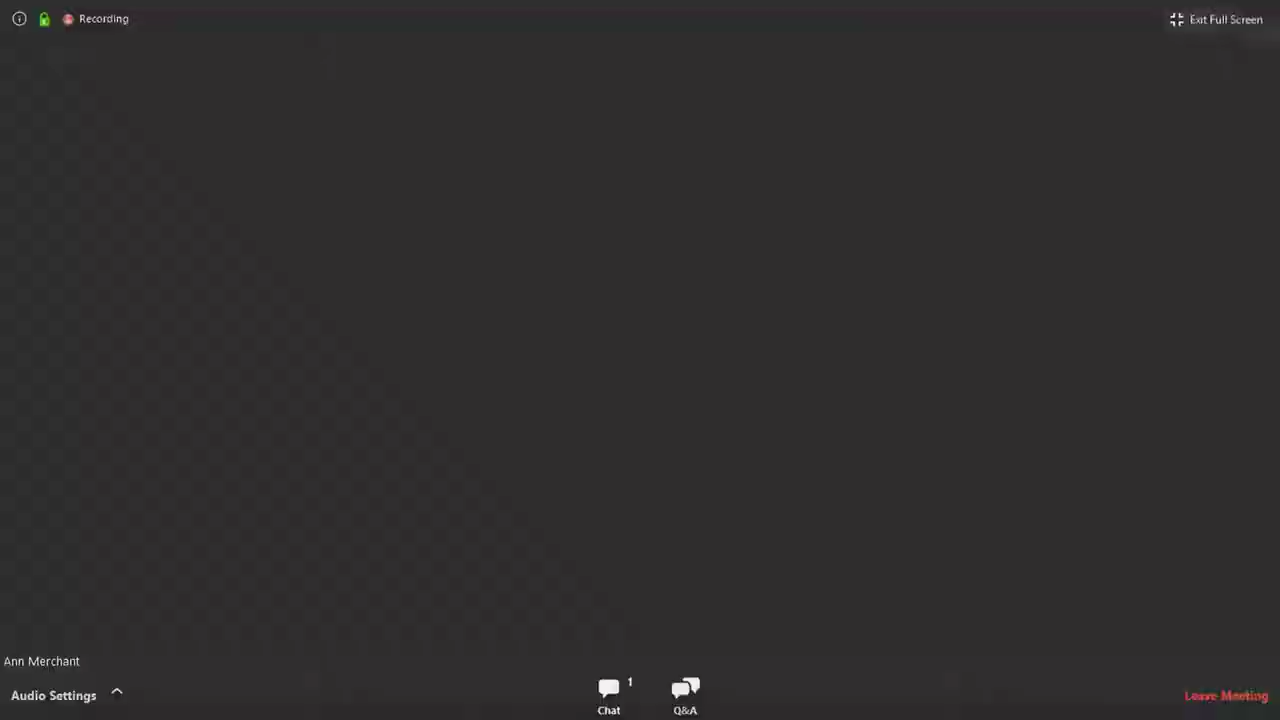 Recording
Exit Full Screen
Ann Merchant
Audio Settings
1
Chat
Q&A
Leave Meeting